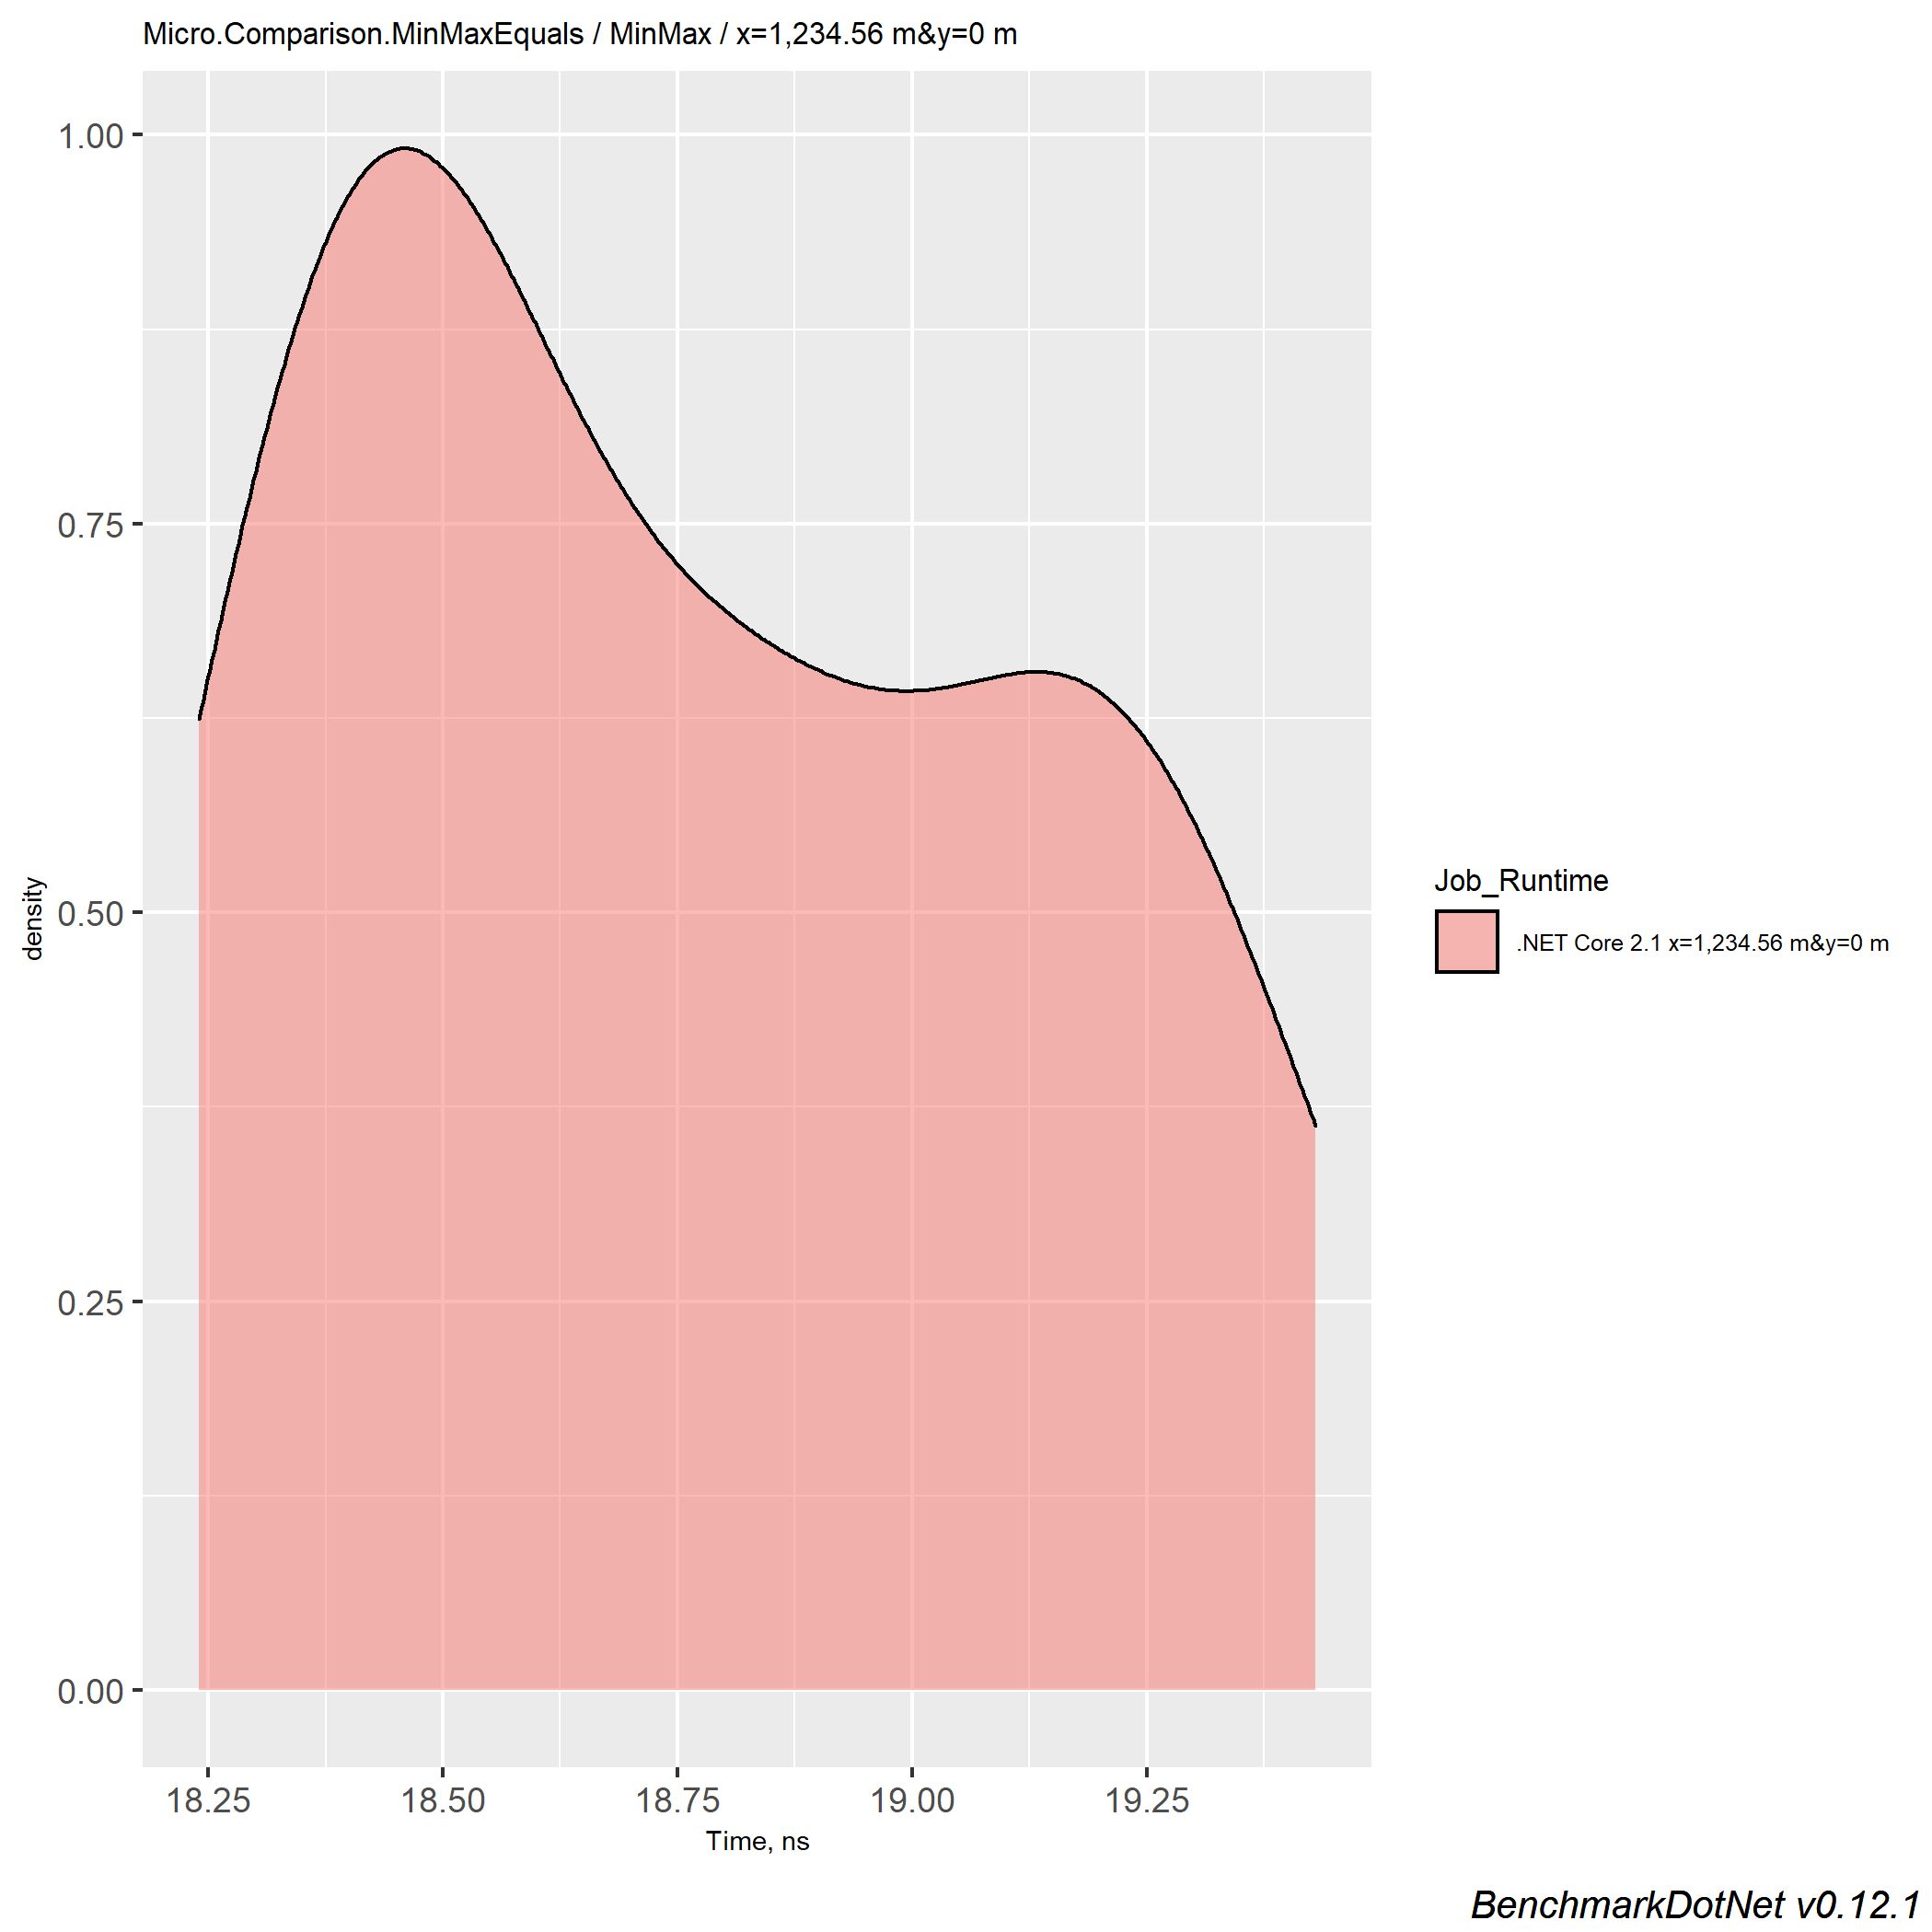 Micro.Comparison.MinMaxEquals / MinMax / x=1,234.56 m&y=0 m
1.00
0.75
0.50
0.25
0.00
density
18.25 18.50 18.75 19.00 19.25
Time, ns
Job_Runtime
.NET Core 2.1 x=1,234.56 m&y=0 m
BenchmarkDotNet v0.12.1